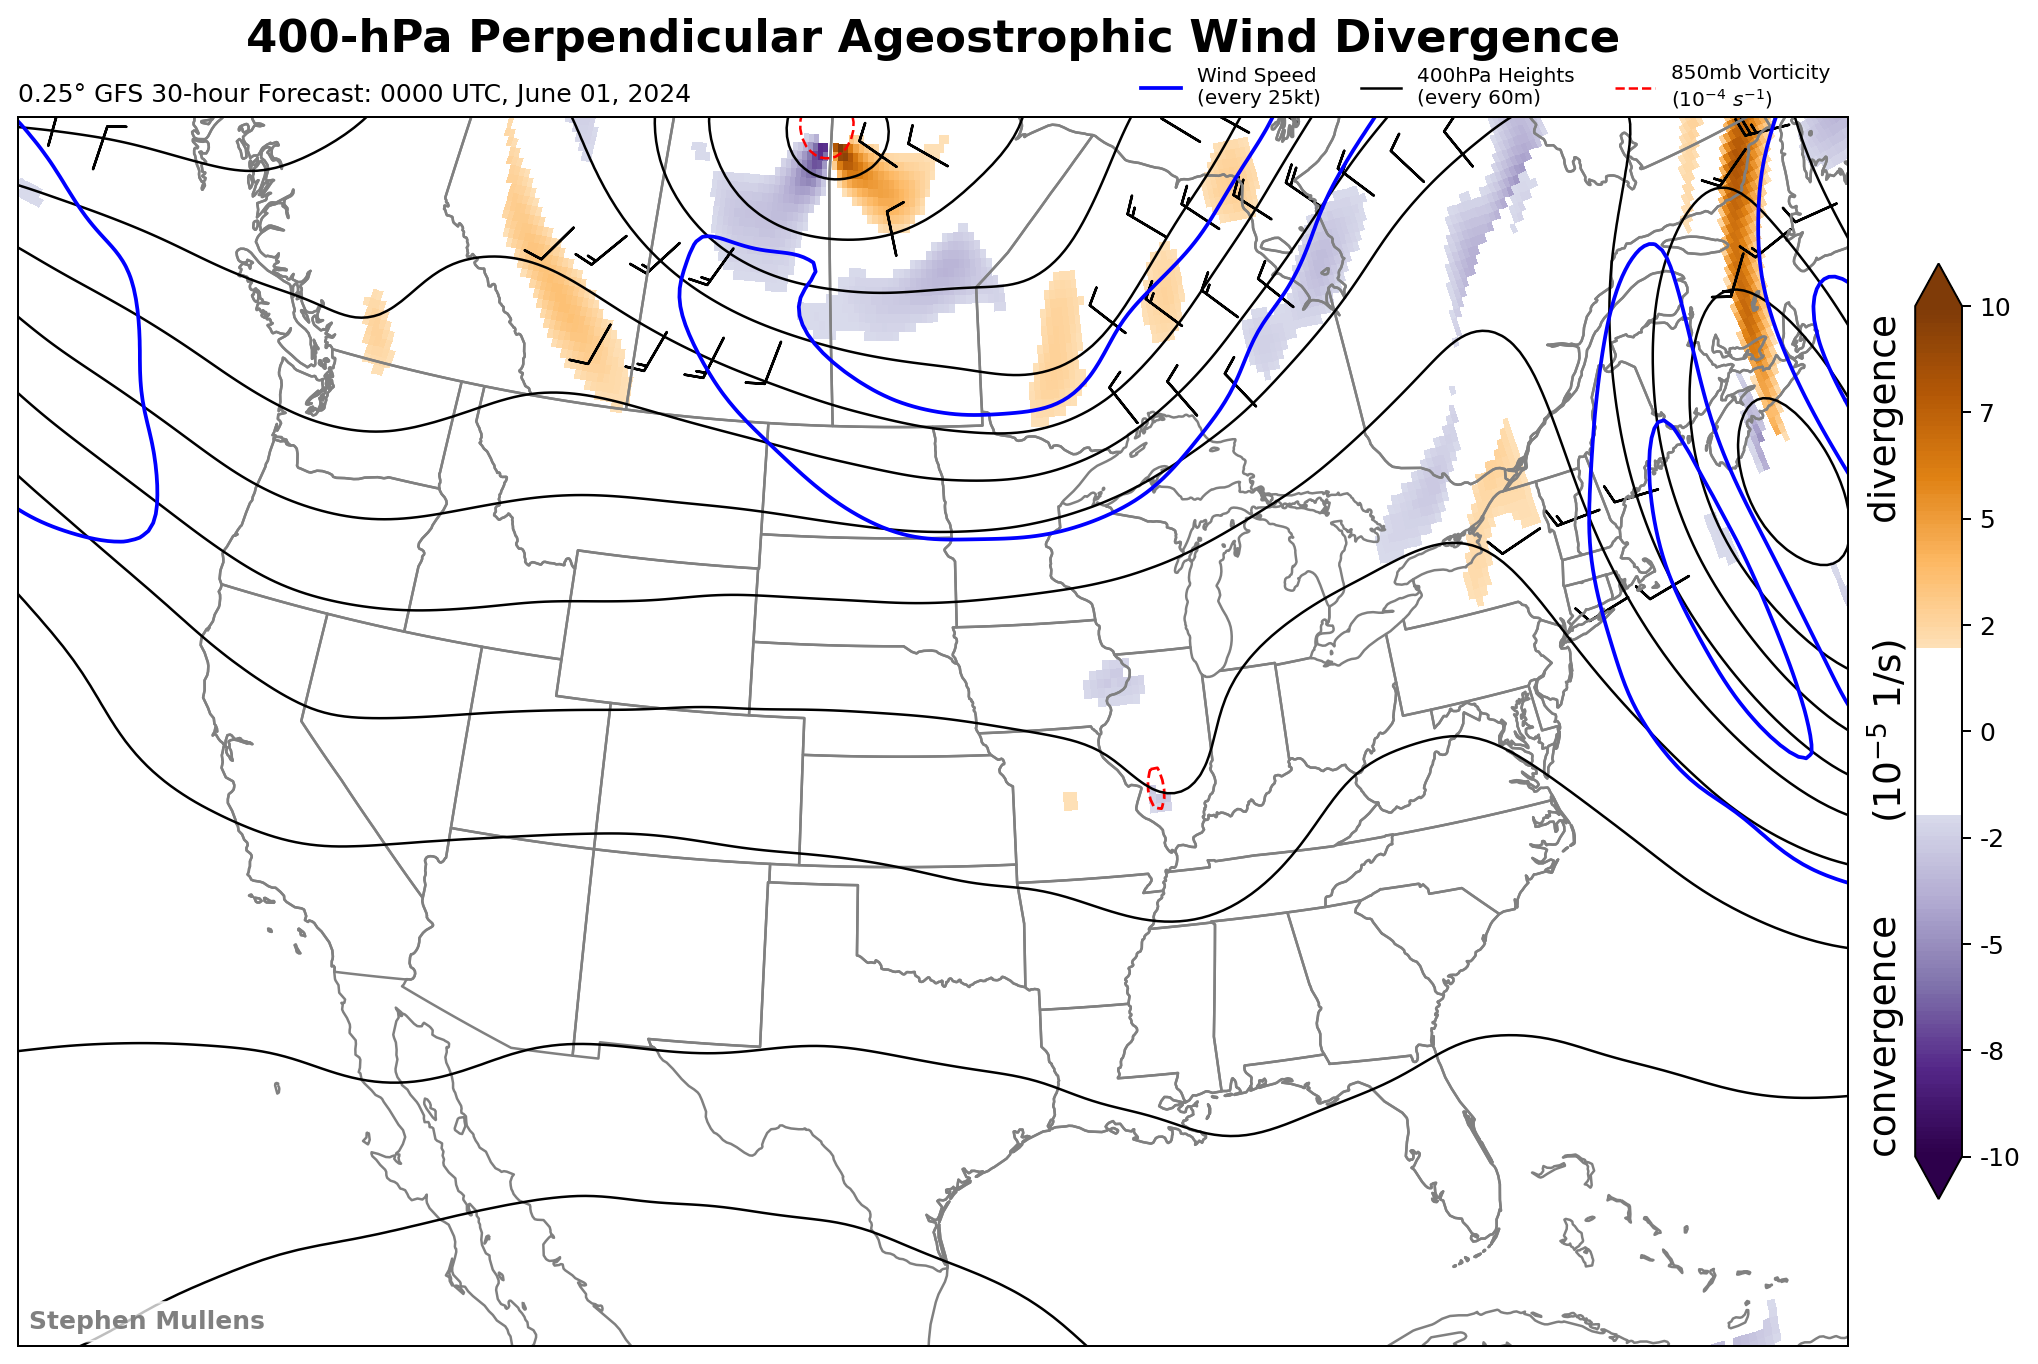 400-hPa Perpendicular Ageostrophic Wind Divergence
0.25° GFS 30-hour Forecast: 0000 UTC, June 01, 2024
Wind Speed
(every 25kt)
400hPa Heights
(every 60m)
850mb Vorticity
(10⁻⁴ s⁻¹)
10
7
5
2
0
-2
-5
-8
-10
convergence (10⁻⁵ 1/s) divergence
Stephen Mullens